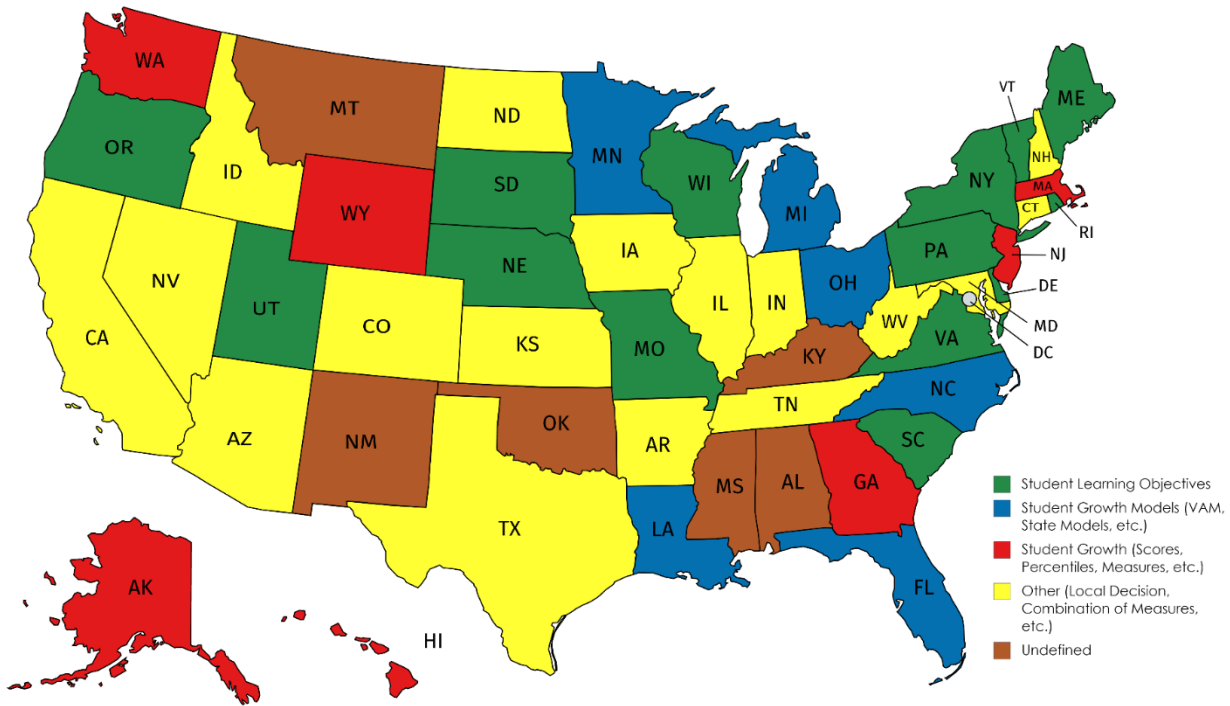 WA
MT
ND
MN
VT
ME
OR
ID
SD
WI
NH
NY
WY
MI
MA
CT
RI
IA
NE
PA
NJ
NV
OH
DE
UT
IL
IN
CA
CO
WV
MD
KS
MO
VA
DC
KY
NC
TN
AZ
OK
NM
AR
SC
MS
AL
GA
TX
LA
AK
FL
HI
Student Learning Objectives
Student Growth Models (VAM,
State Models, etc.)
Student Growth (Scores,
Percentiles, Measures, etc.)
Other (Local Decision,
Combination of Measures,
etc.)
Undefined